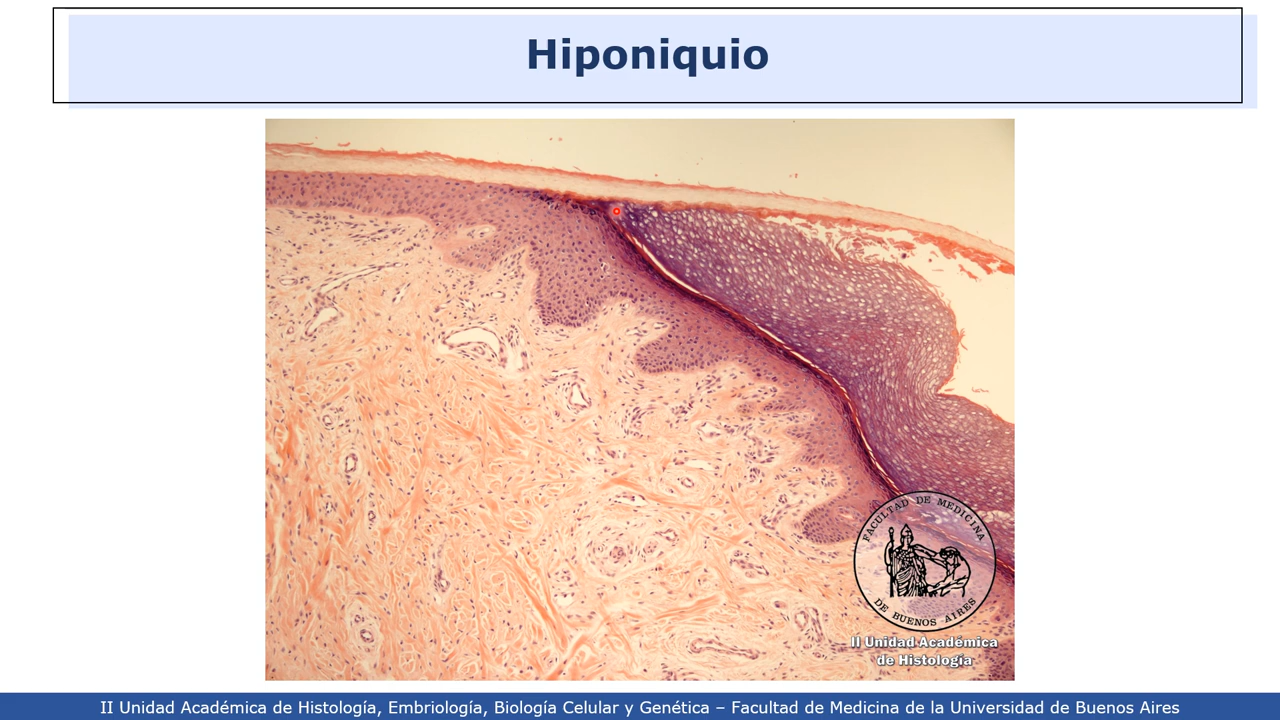 Hiponiquio
FACULTAD DE MEDICINA
DE BUENOS AIRES
II Unidad Académica
de Histología
II Unidad Académica de Histología, Embriología, Biología Celular y Genética – Facultad de Medicina de la Universidad de Buenos Aires